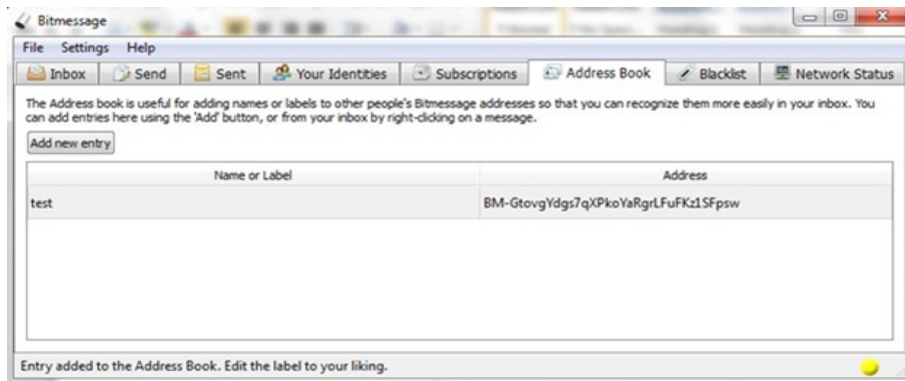 Bitmessage
File Settings Help
Inbox Send Sent Your Identities Subscriptions Address Book Blacklist Network Status
The Address book is useful for adding names or labels to other people's Bitmessage addresses so that you can recognize them more easily in your inbox. You
can add entries here using the 'Add' button, or from your inbox by right-clicking on a message.
Add new entry
Name or Label Address
test BM-GtovgYdgs7qXPkoYaRgrLFuFKz1SFpsw
Entry added to the Address Book. Edit the label to your liking.